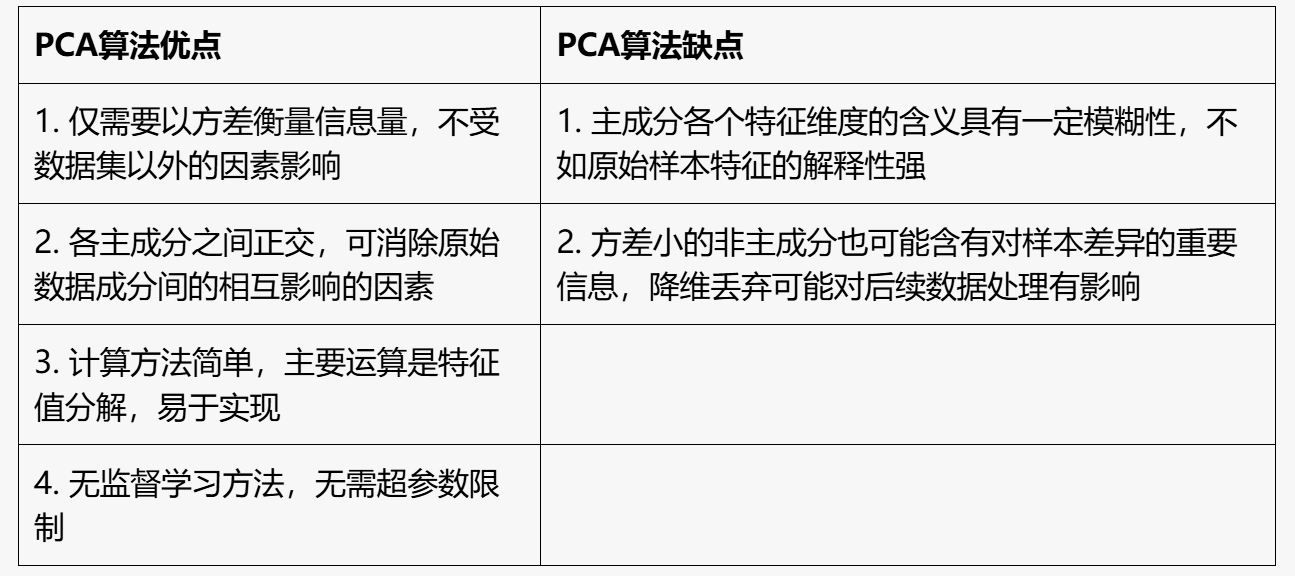 PCA算法优点
PCA算法缺点
1. 仅需要以方差衡量信息量，不受
数据集以外的因素影响
1. 主成分各个特征维度的含义具有一定模糊性，不
如原始样本特征的解释性强
2. 各主成分之间正交，可消除原始
数据成分间的相互影响的因素
2. 方差小的非主成分也可能含有对样本差异的重要
信息，降维丢弃可能对后续数据处理有影响
3. 计算方法简单，主要运算是特征
值分解，易于实现
4. 无监督学习方法，无需超参数限
制